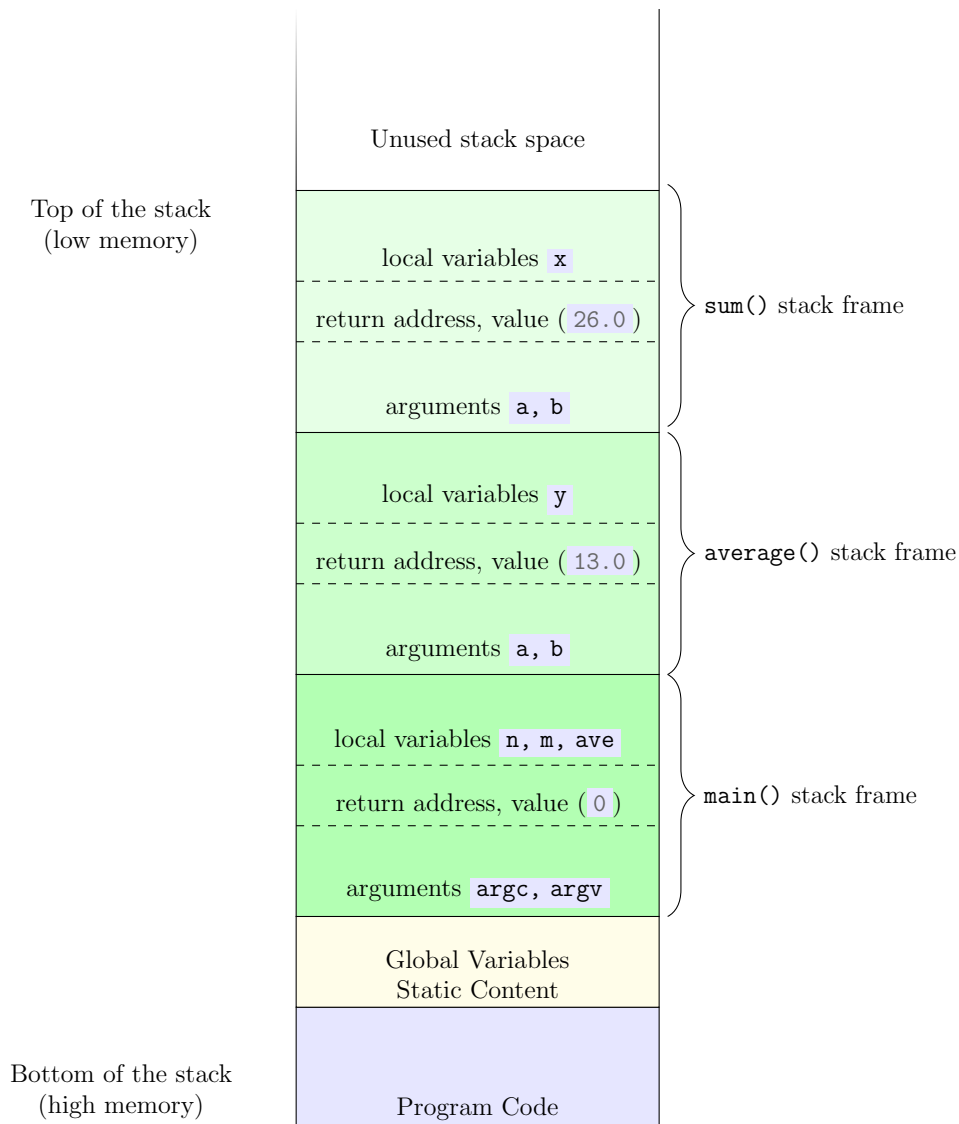 Unused stack space
Top of the stack
(low memory)
local variables x
return address, value (26.0)
sum() stack frame
arguments a, b
local variables y
return address, value (13.0)
average() stack frame
arguments a, b
local variables n, m, ave
return address, value (0)
main() stack frame
arguments argc, argv
Global Variables
Static Content
Bottom of the stack
(high memory)
Program Code